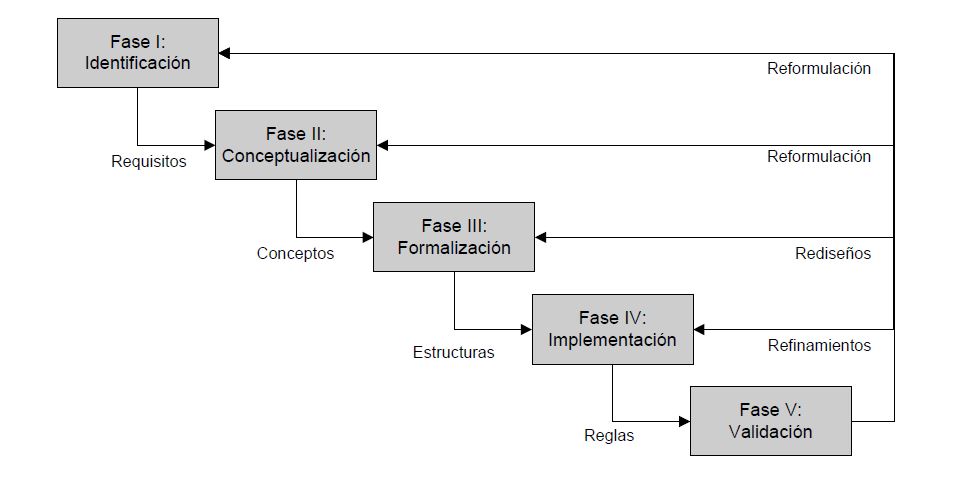 Fase I:
Identificación
Reformulación
Fase II:
Conceptualización
Requisitos
Reformulación
Fase III:
Formalización
Conceptos
Rediseños
Fase IV:
Implementación
Estructuras
Refinamientos
Fase V:
Validación
Reglas